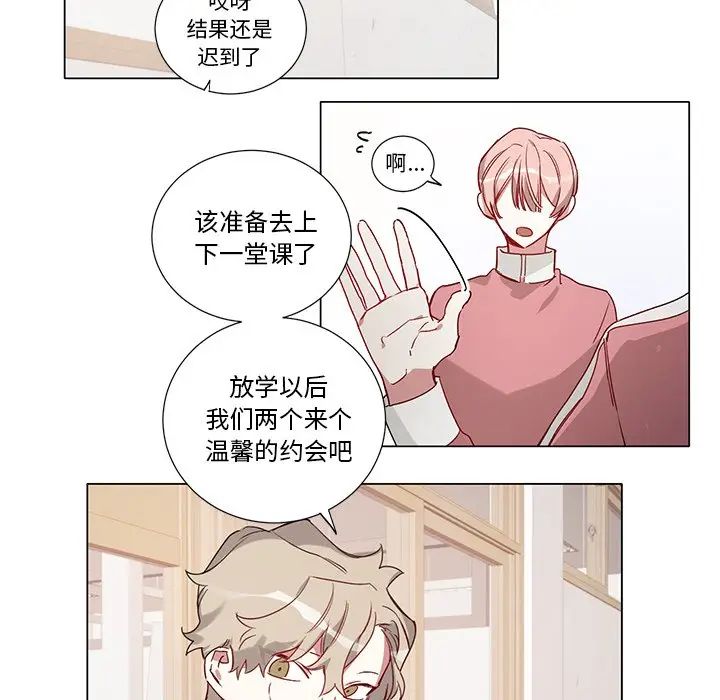 哎呀
结果还是
迟到了
啊…
该准备去上
下一堂课了
放学以后
我们两个来个
温馨的约会吧